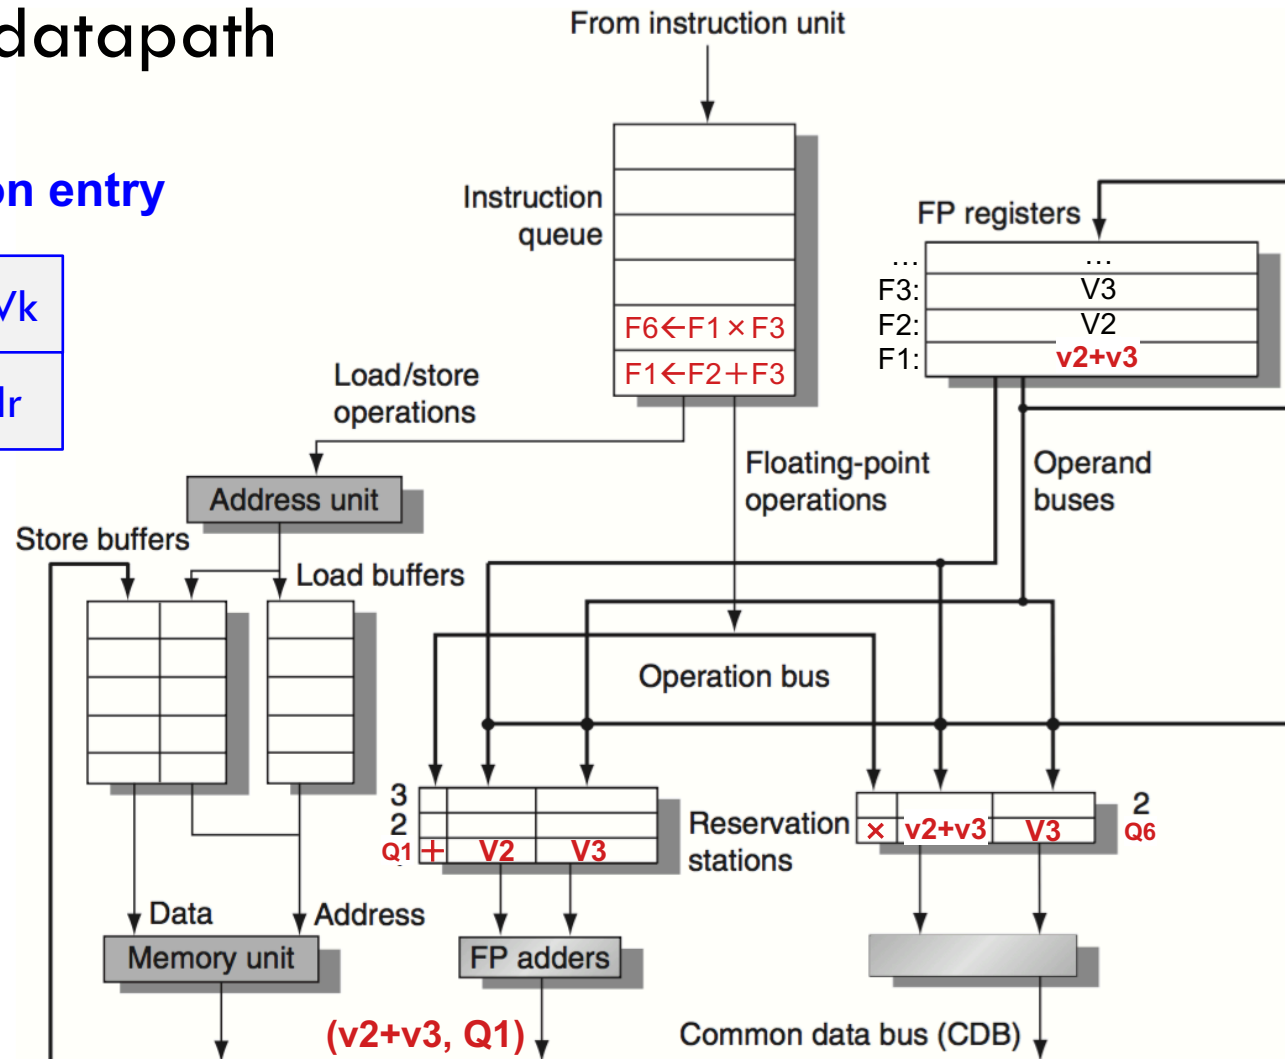 datapath
on entry
Vk
dr
From instruction unit
Instruction
queue
F6←F1×F3
F1←F2+F3
FP registers
... ...
F3: V3
F2: V2
F1: v2+v3
Load/store
operations
Floating-point
operations
Operand
buses
Address unit
Store buffers
Load buffers
Operation bus
3
2
Q1 + V2 V3
Reservation
stations
2
× v2+v3 V3 Q6
Data
Address
Memory unit
FP adders
(v2+v3, Q1)
Common data bus (CDB)